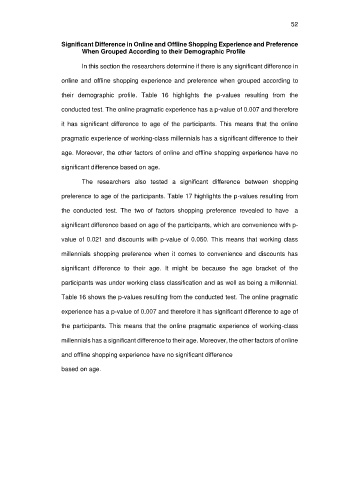 52
Significant Difference in Online and Offline Shopping Experience and Preference
When Grouped According to their Demographic Profile
In this section the researchers determine if there is any significant difference in
online and offline shopping experience and preference when grouped according to
their demographic profile. Table 16 highlights the p-values resulting from the
conducted test. The online pragmatic experience has a p-value of 0.007 and therefore
it has significant difference to age of the participants. This means that the online
pragmatic experience of working-class millennials has a significant difference to their
age. Moreover, the other factors of online and offline shopping experience have no
significant difference based on age.
The researchers also tested a significant difference between shopping
preference to age of the participants. Table 17 highlights the p-values resulting from
the conducted test. The two of factors shopping preference revealed to have a
significant difference based on age of the participants, which are convenience with p-
value of 0.021 and discounts with p-value of 0.050. This means that working class
millennials shopping preference when it comes to convenience and discounts has
significant difference to their age. It might be because the age bracket of the
participants was under working class classification and as well as being a millennial.
Table 16 shows the p-values resulting from the conducted test. The online pragmatic
experience has a p-value of 0.007 and therefore it has significant difference to age of
the participants. This means that the online pragmatic experience of working-class
millennials has a significant difference to their age. Moreover, the other factors of online
and offline shopping experience have no significant difference
based on age.